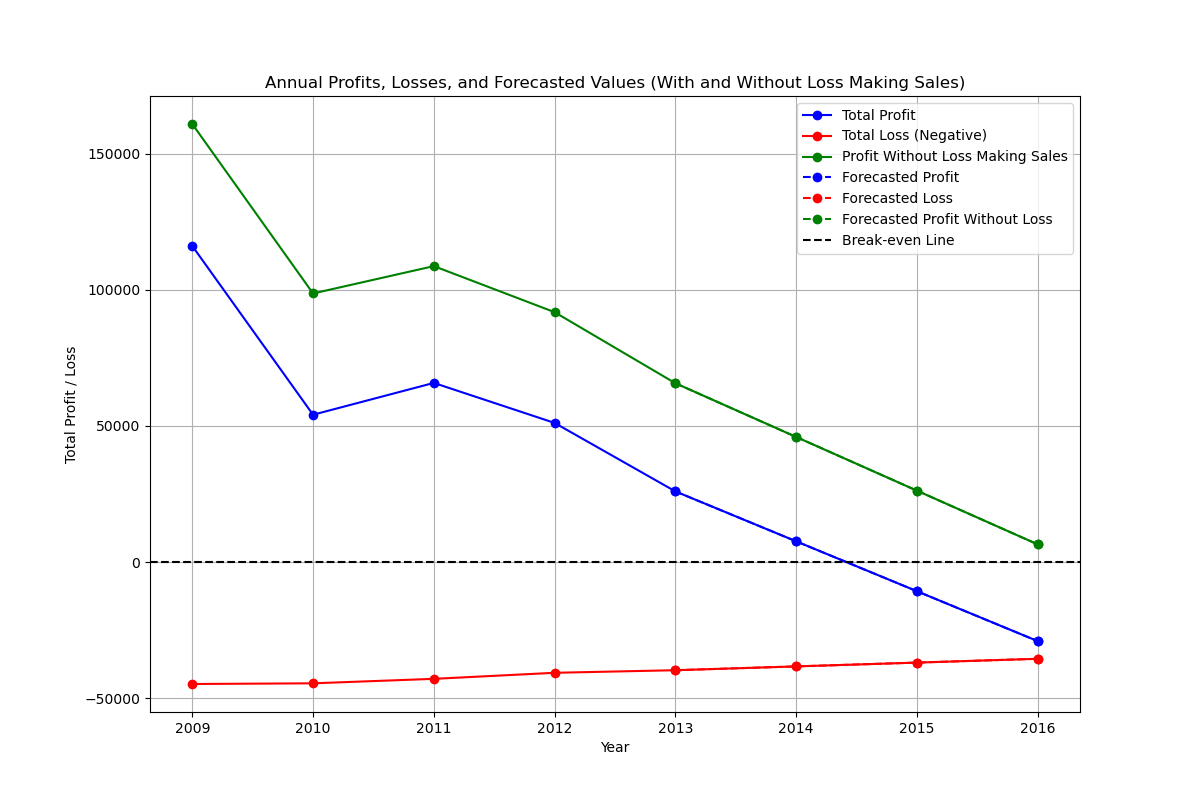 Annual Profits, Losses, and Forecasted Values (With and Without Loss Making Sales)
Total Profit
Total Loss (Negative)
Profit Without Loss Making Sales
Forecasted Profit
Forecasted Loss
Forecasted Profit Without Loss
Break-even Line
150000
100000
50000
0
−50000
Total Profit / Loss
2009 2010 2011 2012 2013 2014 2015 2016
Year